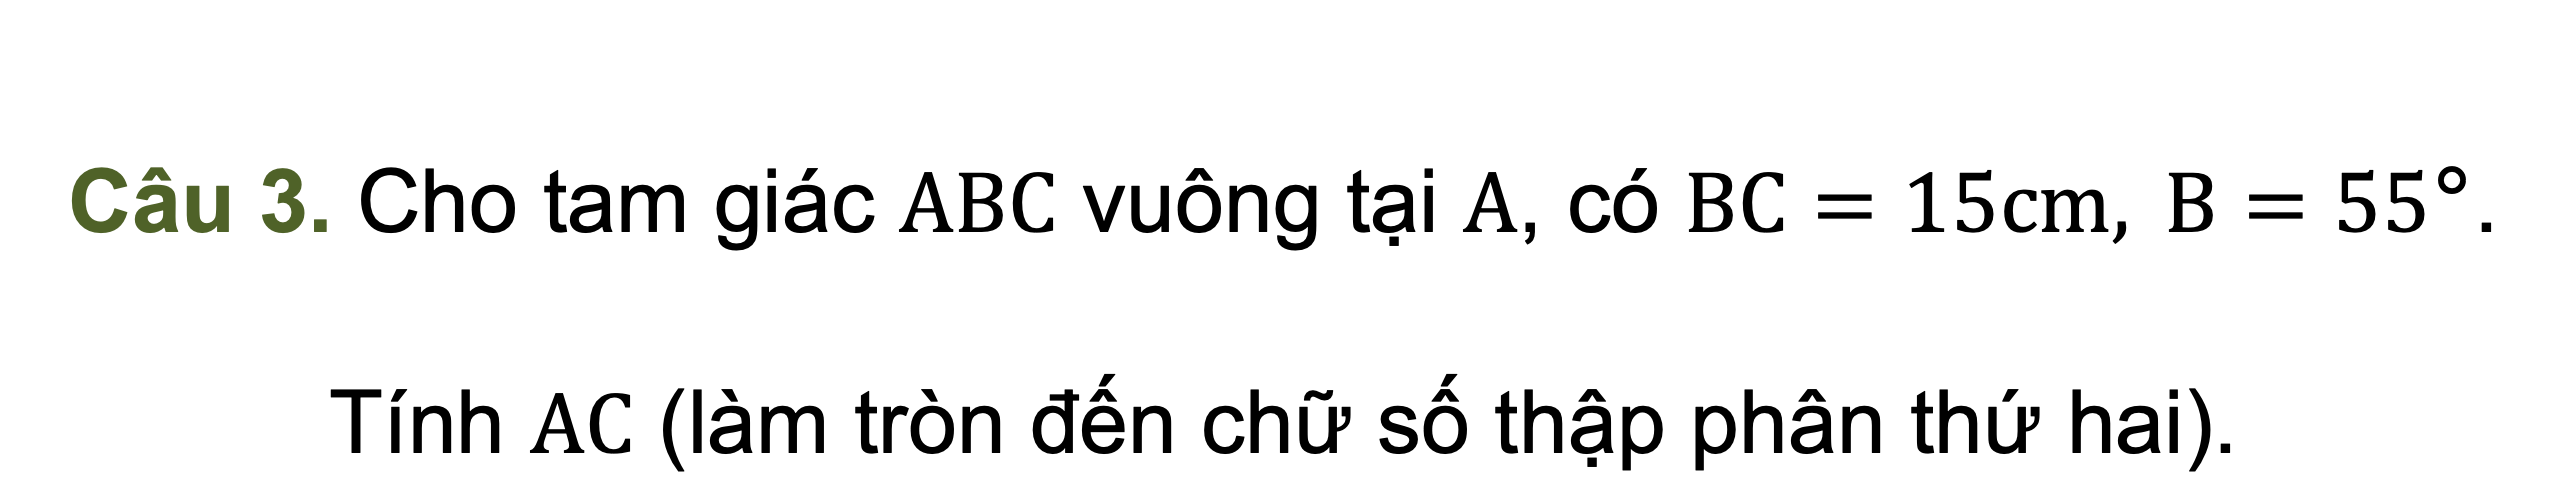 Câu 3. Cho tam giác ABC vuông tại A, có BC = 15cm, B = 55°.
Tính AC (làm tròn đến chữ số thập phân thứ hai).